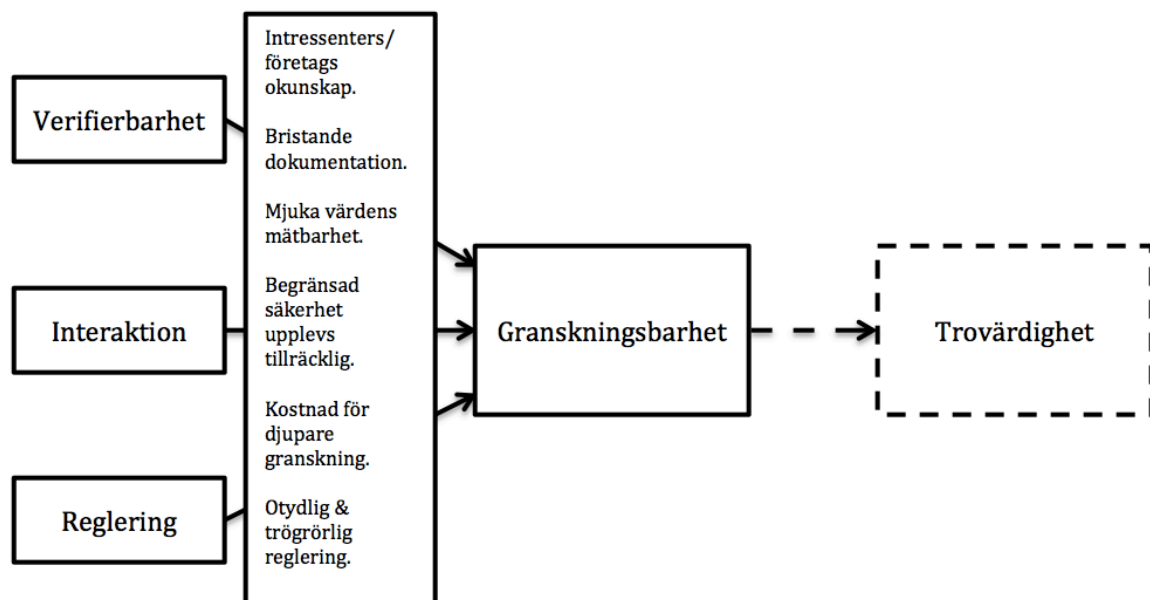 Verifierbarhet
Interaktion
Reglering
Intressenters/
företags
okunskap.
Bristande
dokumentation.
Mjuka värdens
mätbarhet.
Begränsad
säkerhet
upplevs
tillräcklig.
Kostnad för
djupare
granskning.
Otydlig &
trögrörlig
reglering.
Granskningsbarhet
Trovärdighet